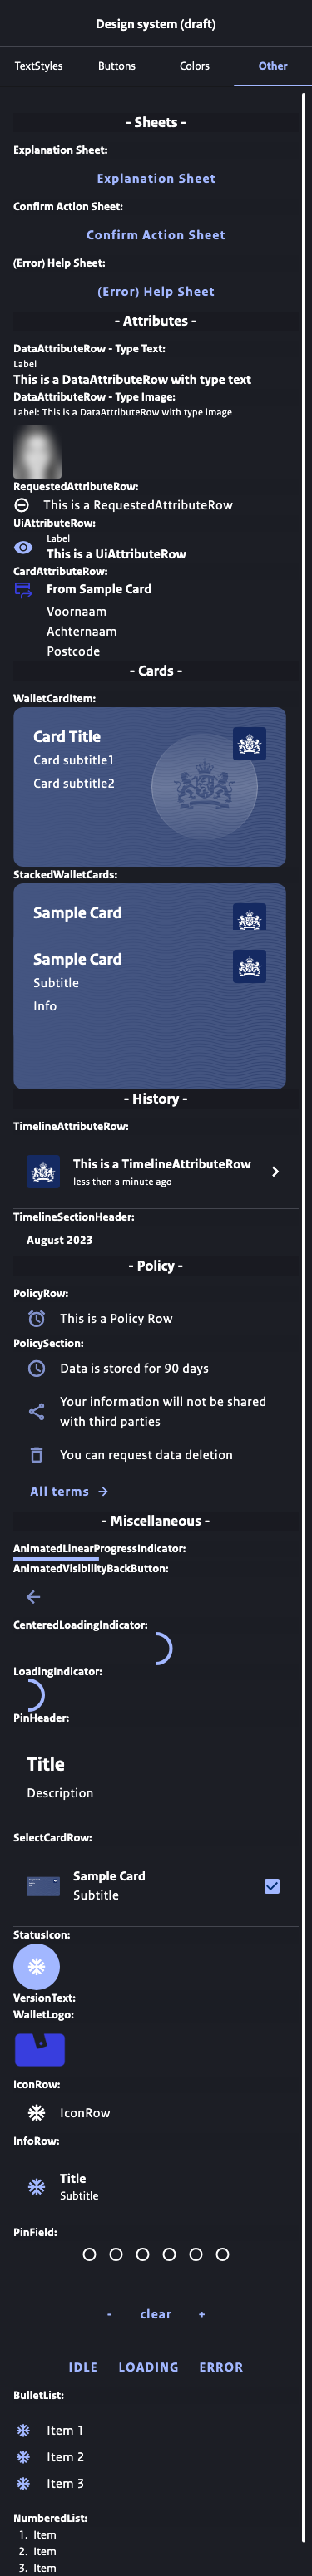 Design system (draft)
TextStyles
Buttons
Colors
Other
- Sheets -
Explanation Sheet:
Explanation Sheet
Confirm Action Sheet:
Confirm Action Sheet
(Error) Help Sheet:
(Error) Help Sheet
- Attributes -
DataAttributeRow - Type Text:
Label
This is a DataAttributeRow with type text
DataAttributeRow - Type Image:
Label: This is a DataAttributeRow with type image
RequestedAttributeRow:
This is a RequestedAttributeRow
UiAttributeRow:
Label
This is a UiAttributeRow
CardAttributeRow:
From Sample Card
Voornaam
Achternaam
Postcode
- Cards -
WalletCardItem:
Card Title
Card subtitle1
Card subtitle2
StackedWalletCards:
Sample Card
Sample Card
Subtitle
Info
- History -
TimelineAttributeRow:
This is a TimelineAttributeRow
less then a minute ago
TimelineSectionHeader:
August 2023
- Policy -
PolicyRow:
This is a Policy Row
PolicySection:
Data is stored for 90 days
Your information will not be shared
with third parties
You can request data deletion
All terms
- Miscellaneous -
AnimatedLinearProgressIndicator:
AnimatedVisibilityBackButton:
CenteredLoadingIndicator:
LoadingIndicator:
PinHeader:
Title
Description
SelectCardRow:
Sample Card
Subtitle
StatusIcon:
VersionText:
WalletLogo:
IconRow:
IconRow
InfoRow:
Title
Subtitle
PinField:
- clear +
IDLE LOADING ERROR
BulletList:
Item 1
Item 2
Item 3
NumberedList:
1. Item
2. Item
3. Item